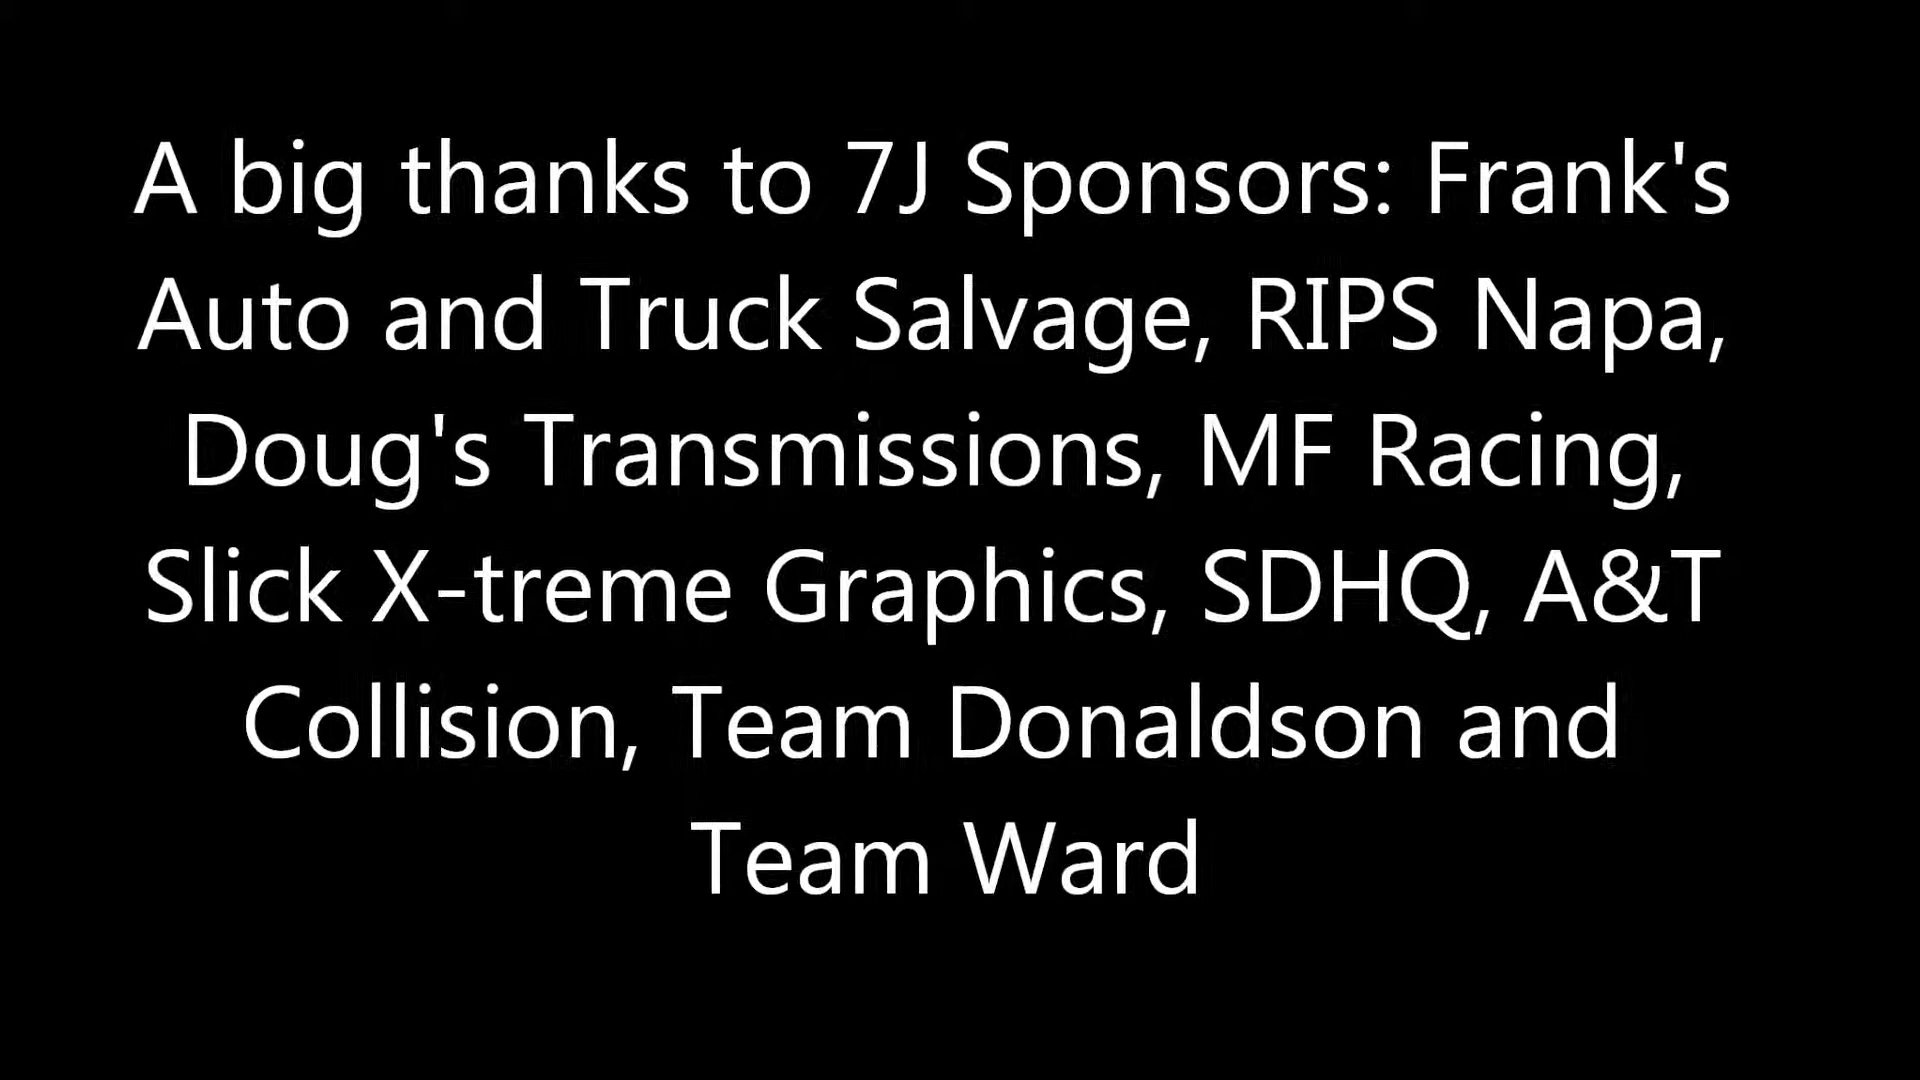 A big thanks to 7J Sponsors: Frank's
Auto and Truck Salvage, RIPS Napa,
Doug's Transmissions, MF Racing,
Slick X-treme Graphics, SDHQ, A&T
Collision, Team Donaldson and
Team Ward